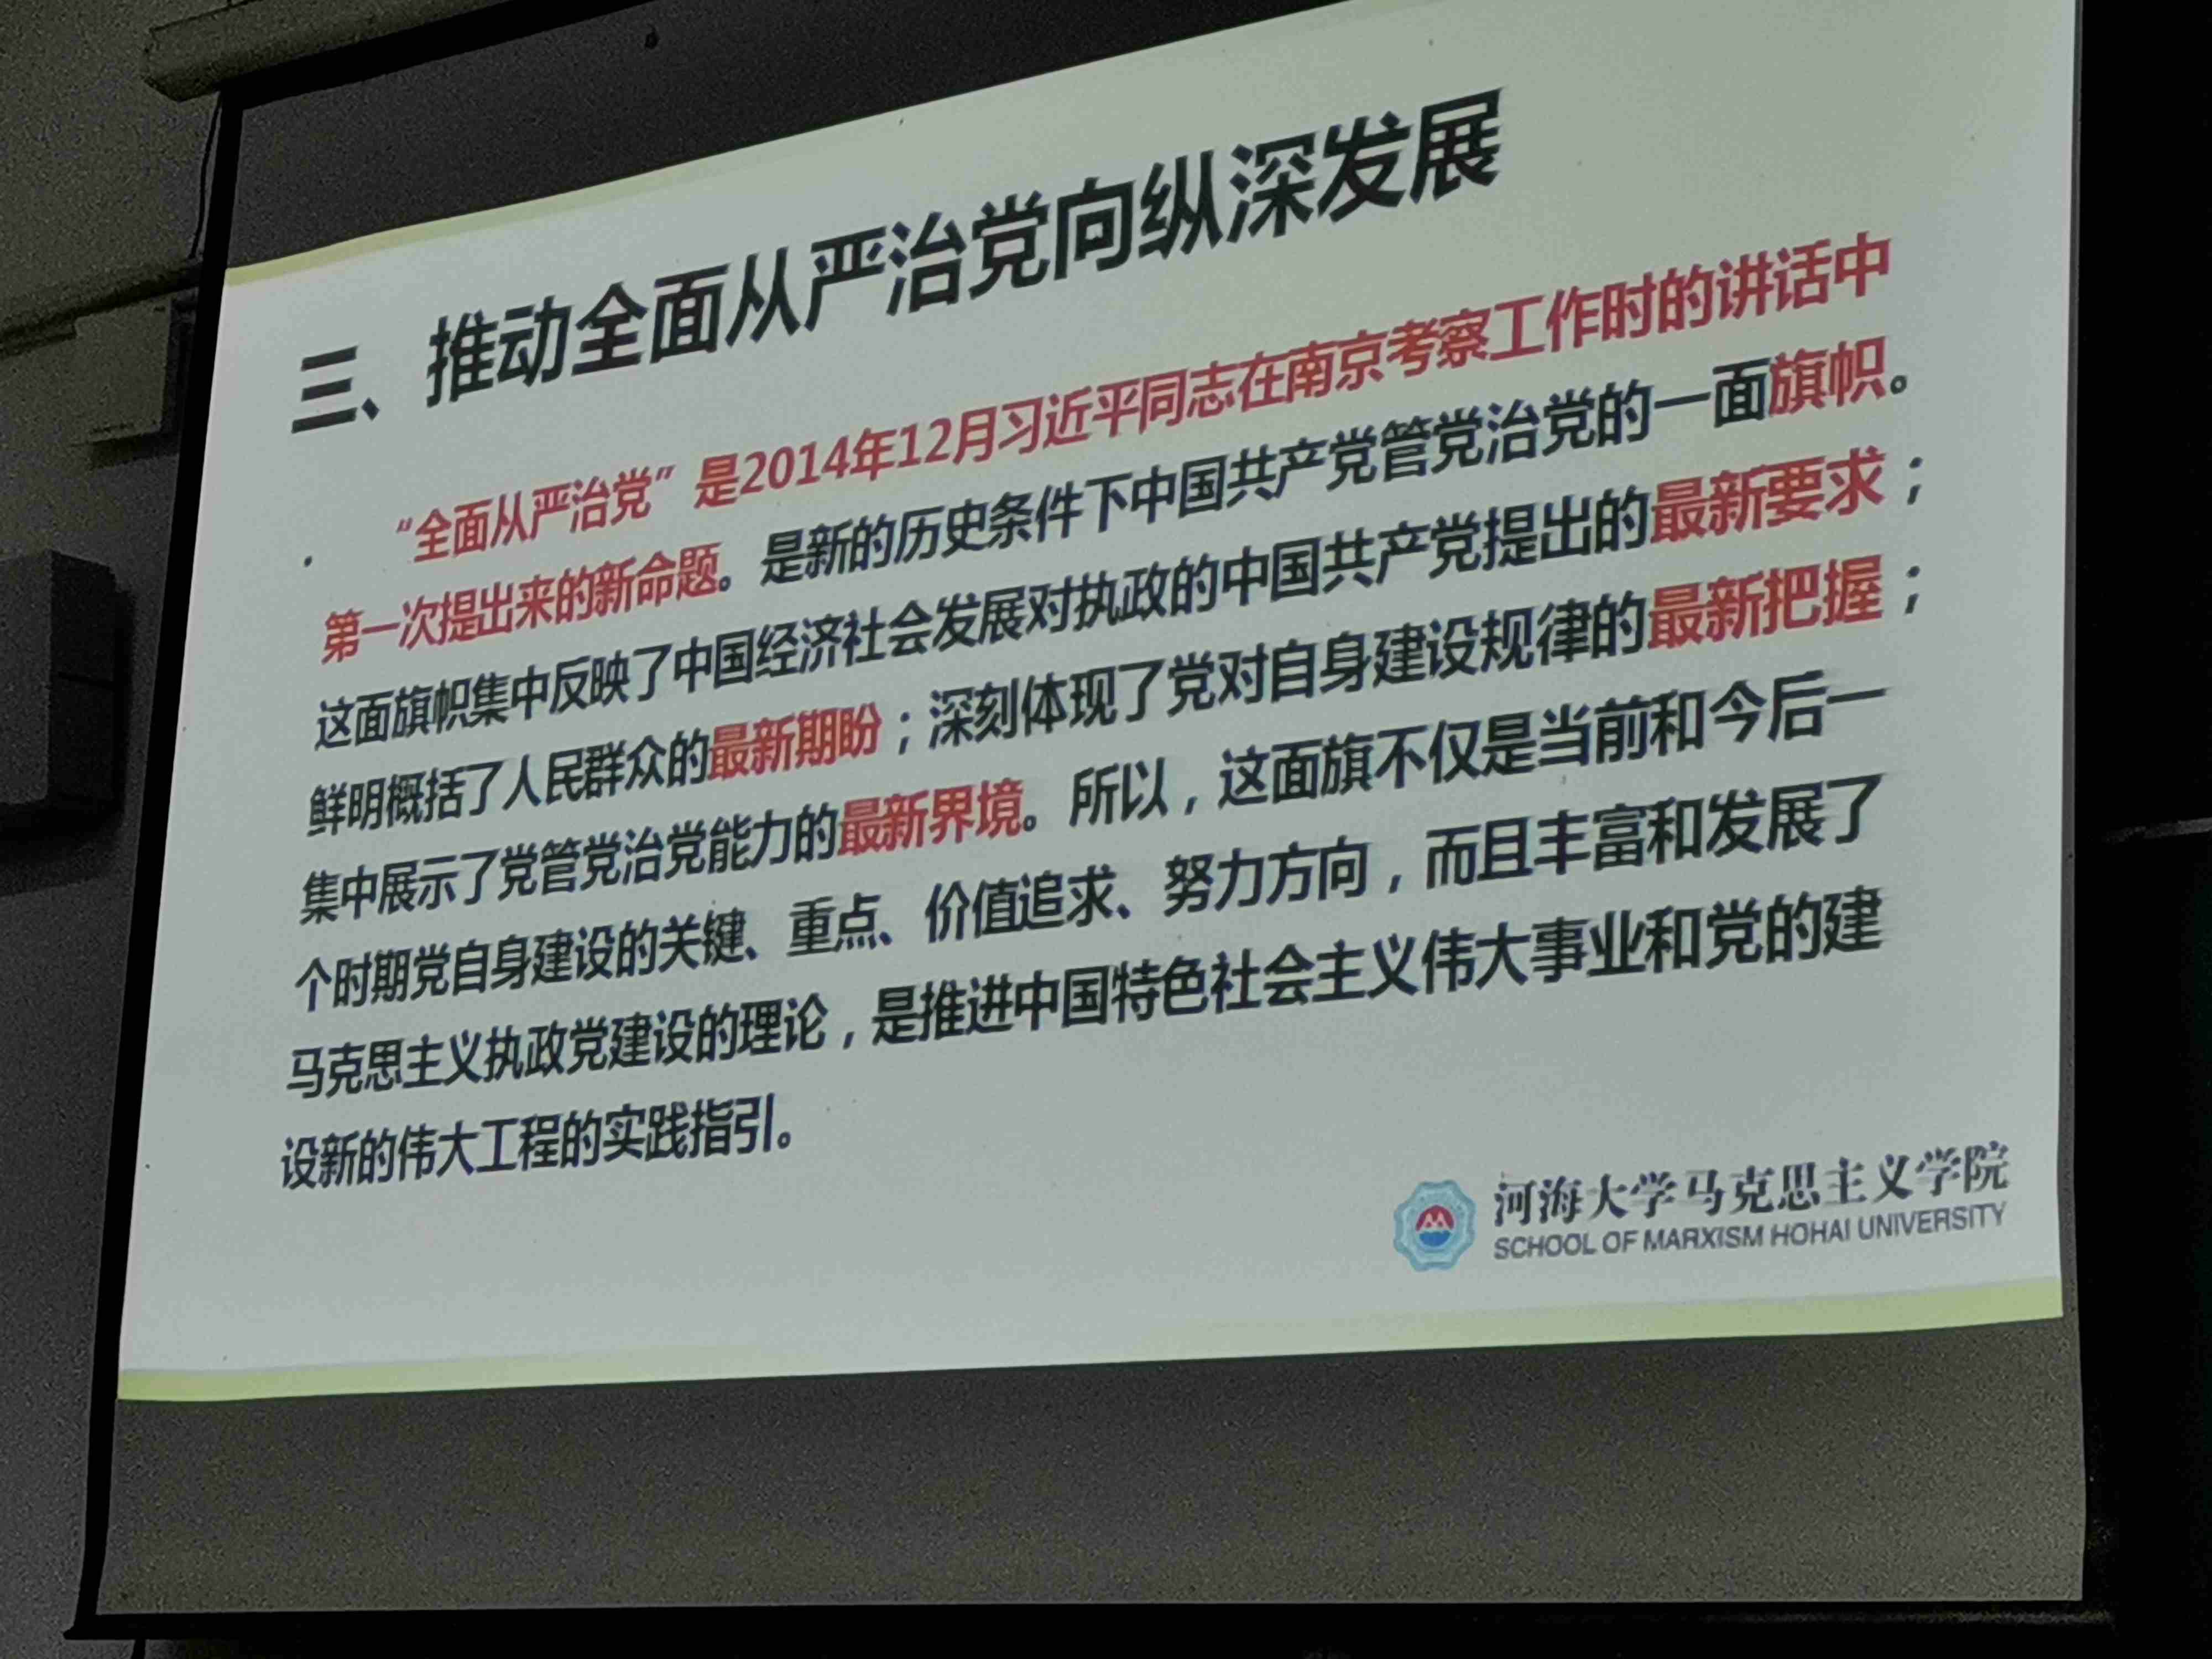 三、推动全面从严治党向纵深发展
· “全面从严治党”是2014年12月习近平同志在南京考察工作时的讲话中
第一次提出来的新命题。是新的历史条件下中国共产党管党治党的一面旗帜。
这面旗帜集中反映了中国经济社会发展对执政的中国共产党提出的最新要求；
鲜明概括了人民群众的最新期盼；深刻体现了党对自身建设规律的最新把握；
集中展示了党管党治党能力的最新界境。所以，这面旗不仅是当前和今后一
个时期党自身建设的关键、重点、价值追求、努力方向，而且丰富和发展了
马克思主义执政党建设的理论，是推进中国特色社会主义伟大事业和党的建
设新的伟大工程的实践指引。
河海大学马克思主义学院
SCHOOL OF MARXISM HOHAI UNIVERSITY